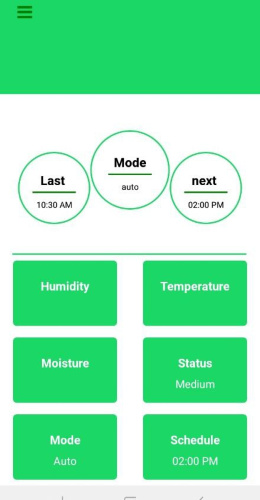 Mode
auto
Last
10:30 AM
next
02:00 PM
Humidity
Temperature
Moisture
Status
Medium
Mode
Auto
Schedule
02:00 PM